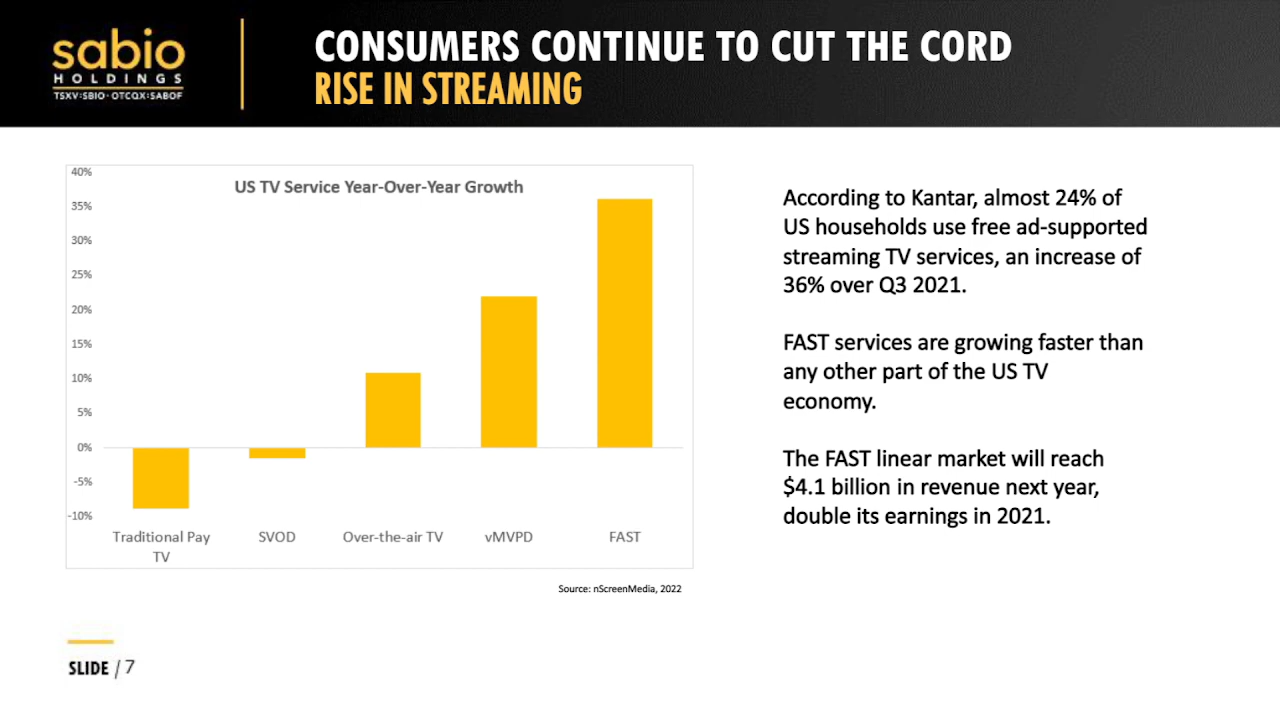 sabio
HOLDINGS
TSXV:SBIO · OTCQX:SABOF
CONSUMERS CONTINUE TO CUT THE CORD
RISE IN STREAMING
US TV Service Year-Over-Year Growth
40%
35%
30%
25%
20%
15%
10%
5%
0%
-5%
-10%
Traditional Pay
TV
SVOD
Over-the-air TV
vMVPD
FAST
Source: nScreenMedia, 2022
According to Kantar, almost 24% of
US households use free ad-supported
streaming TV services, an increase of
36% over Q3 2021.
FAST services are growing faster than
any other part of the US TV
economy.
The FAST linear market will reach
$4.1 billion in revenue next year,
double its earnings in 2021.
SLIDE / 7